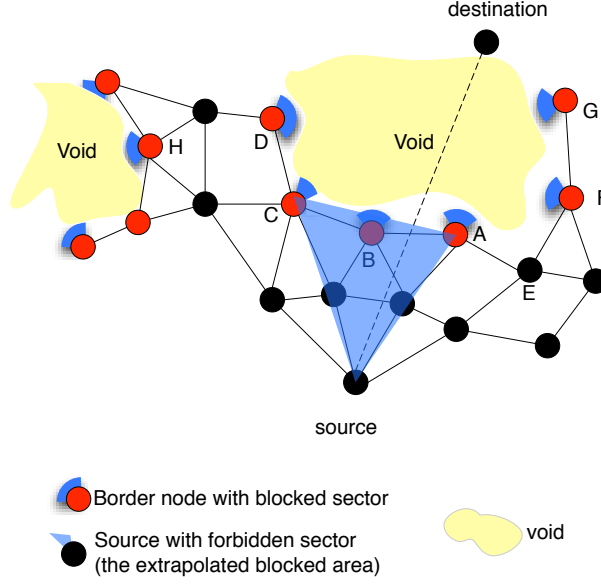 destination
G
Void
H
D
Void
F
C
A
B
E
source
Border node with blocked sector
Source with forbidden sector
(the extrapolated blocked area)
void